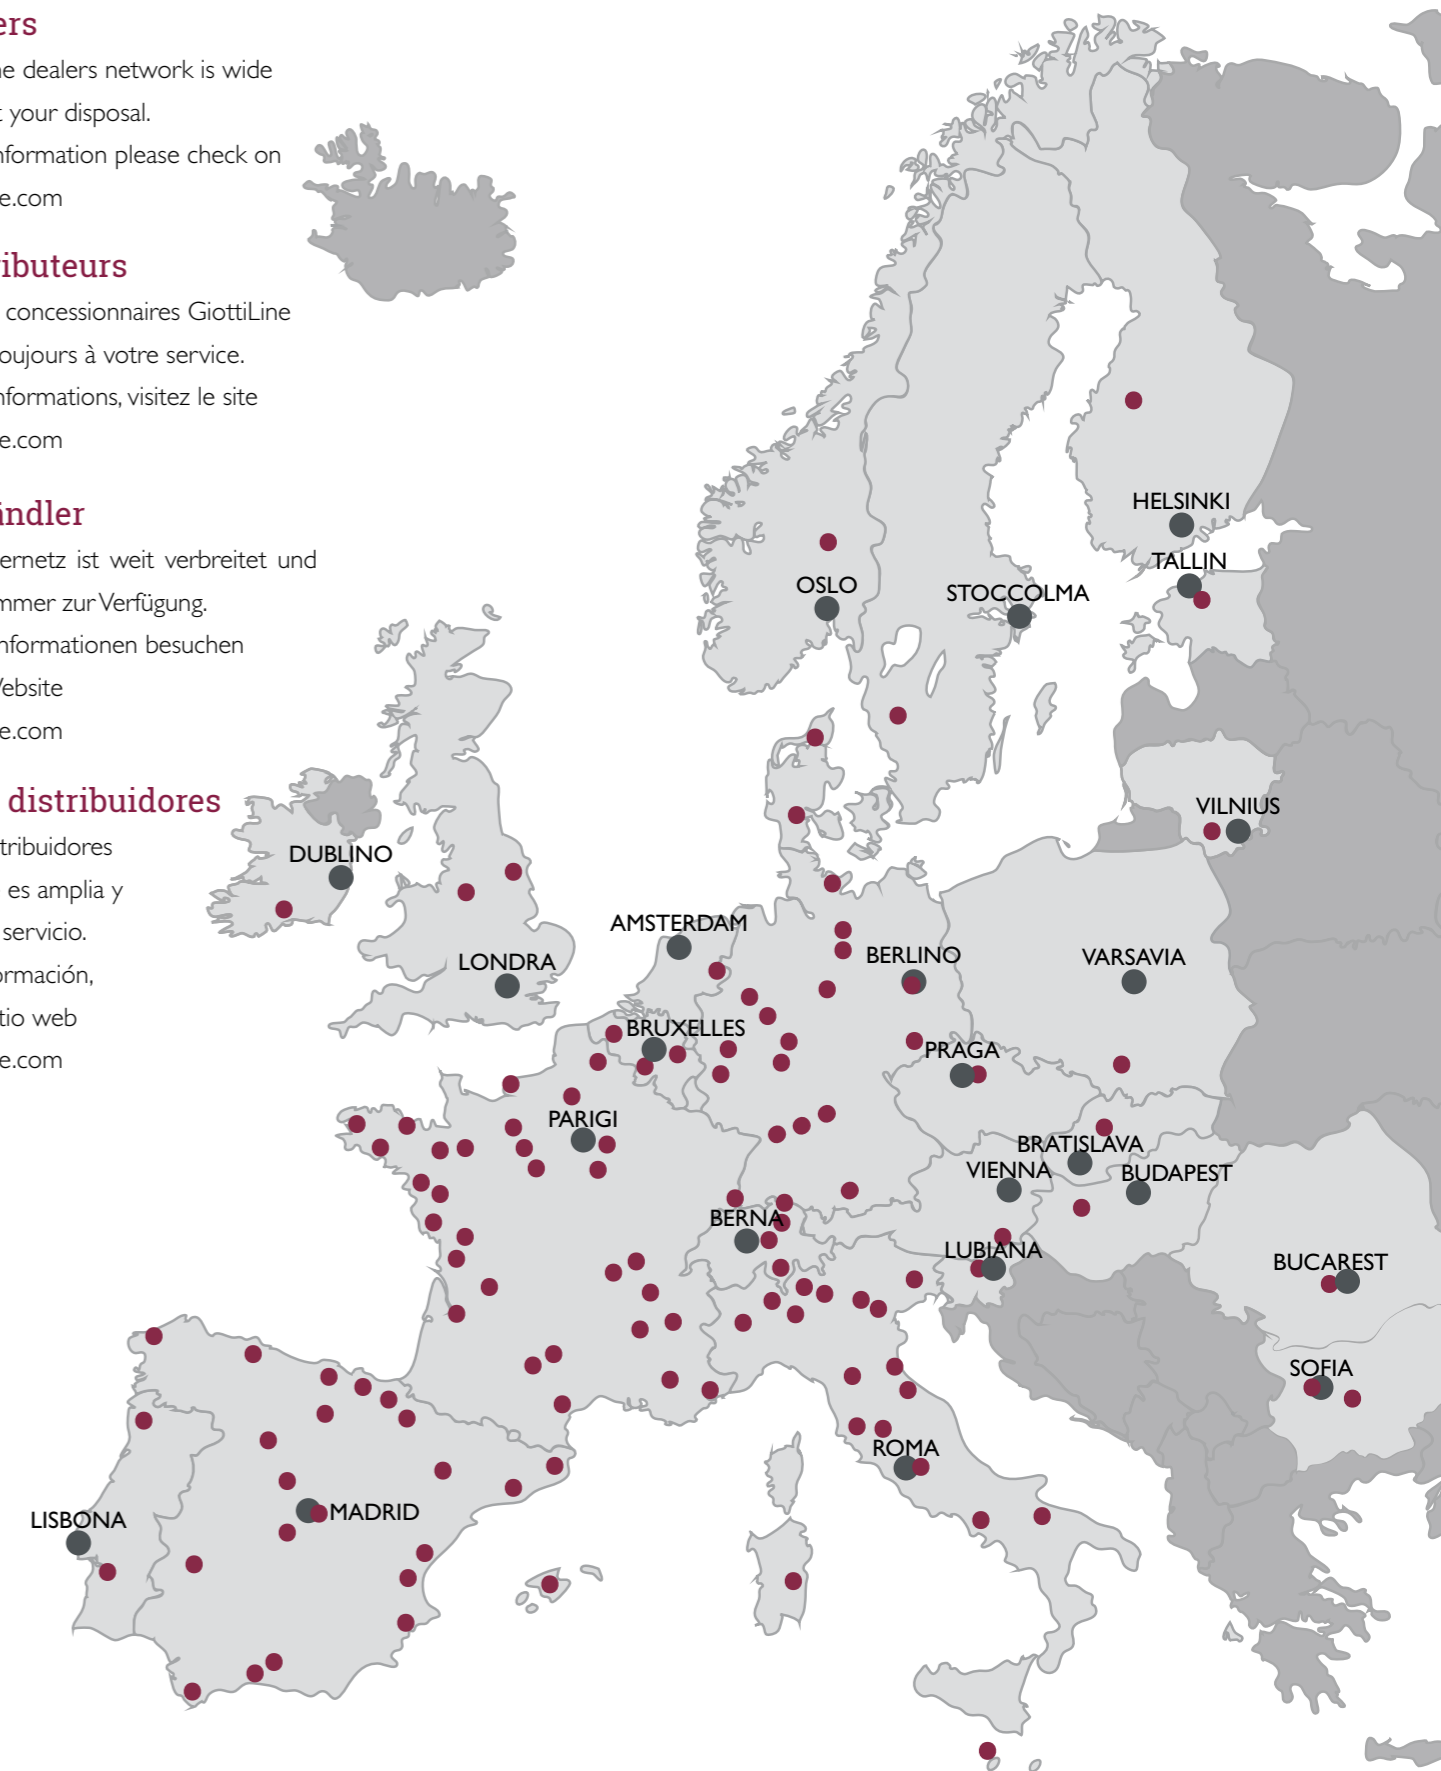 ers
ne dealers network is wide
t your disposal.
nformation please check on
e.com
ributeurs
concessionnaires GiottiLine
oujours à votre service.
nformations, visitez le site
e.com
ändler
ernetz ist weit verbreitet und
mmer zur Verfügung.
nformationen besuchen
Website
e.com
distribuidores
tribuidores
es amplia y
servicio.
ormación,
tio web
e.com
HELSINKI
TALLIN
OSLO
STOCCOLMA
VILNIUS
DUBLINO
AMSTERDAM
LONDRA
BERLINO
VARSAVIA
BRUXELLES
PRAGA
PARIGI
BRATISLAVA
VIENNA
BUDAPEST
BERNA
LUBIANA
BUCAREST
SOFIA
ROMA
MADRID
LISBONA